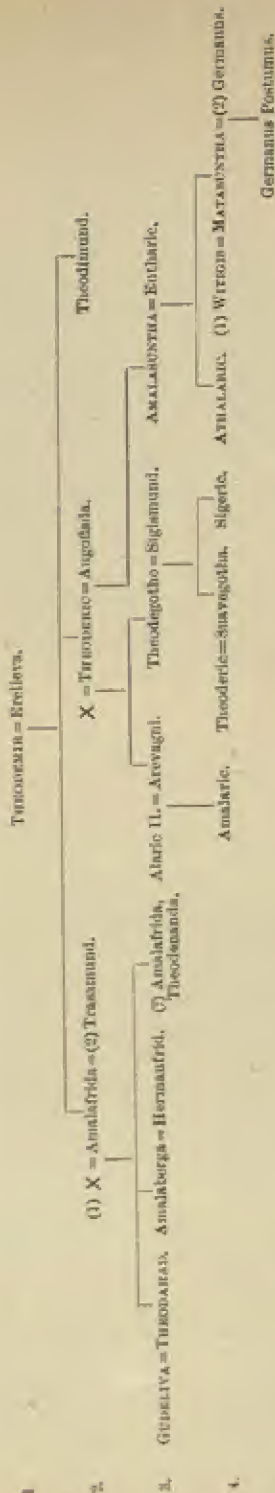 1
THEODEMIR = Erelieva.
2. (1) X = Amalafrida = (2) Trasamund. X = THEODERIC = Augoflada. Theodimund.
3. GUDELIVA = THEODAHAD. Amalaberga = Hermanfrid. (?) Amalafrida, Alaric II. = Arevagni. Theodegotho = Sigismund. AMALASUNTHA = Eutharic.
Theodenanda.
4. Amalaric. Theoderic = Suavegotha. Sigeric. ATHALARIC. (1) WITIGIS = MATASUNTHA = (2) Germanus.
Germanus Postumus.